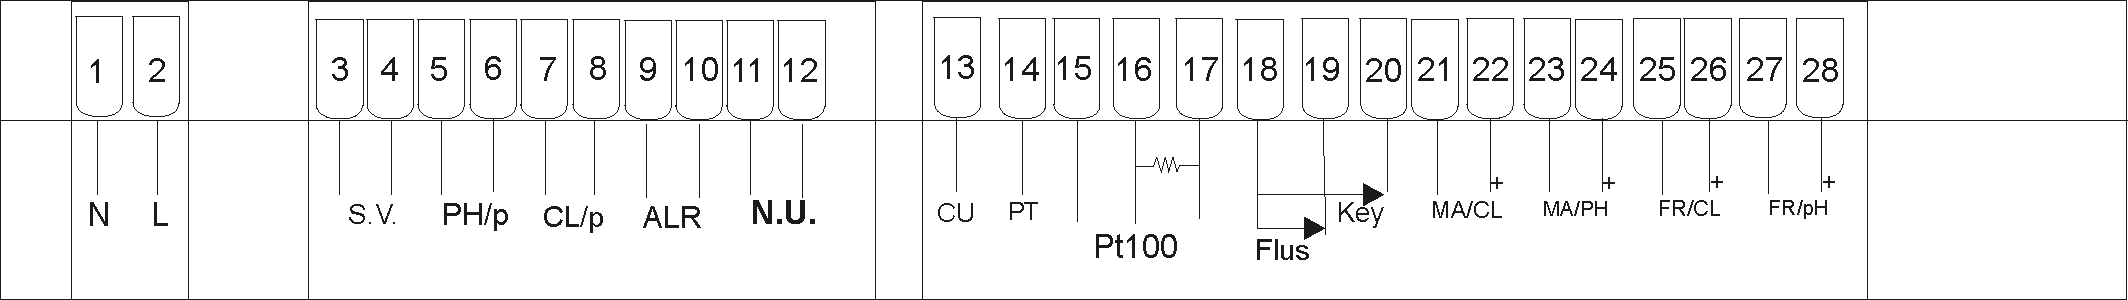 1 2 3 4 5 6 7 8 9 10 11 12 13 14 15 16 17 18 19 20 21 22 23 24 25 26 27 28
+ + + +
N L S.V. PH/p CL/p ALR N.U. CU PT Key MA/CL MA/PH FR/CL FR/pH
Pt100 Flus